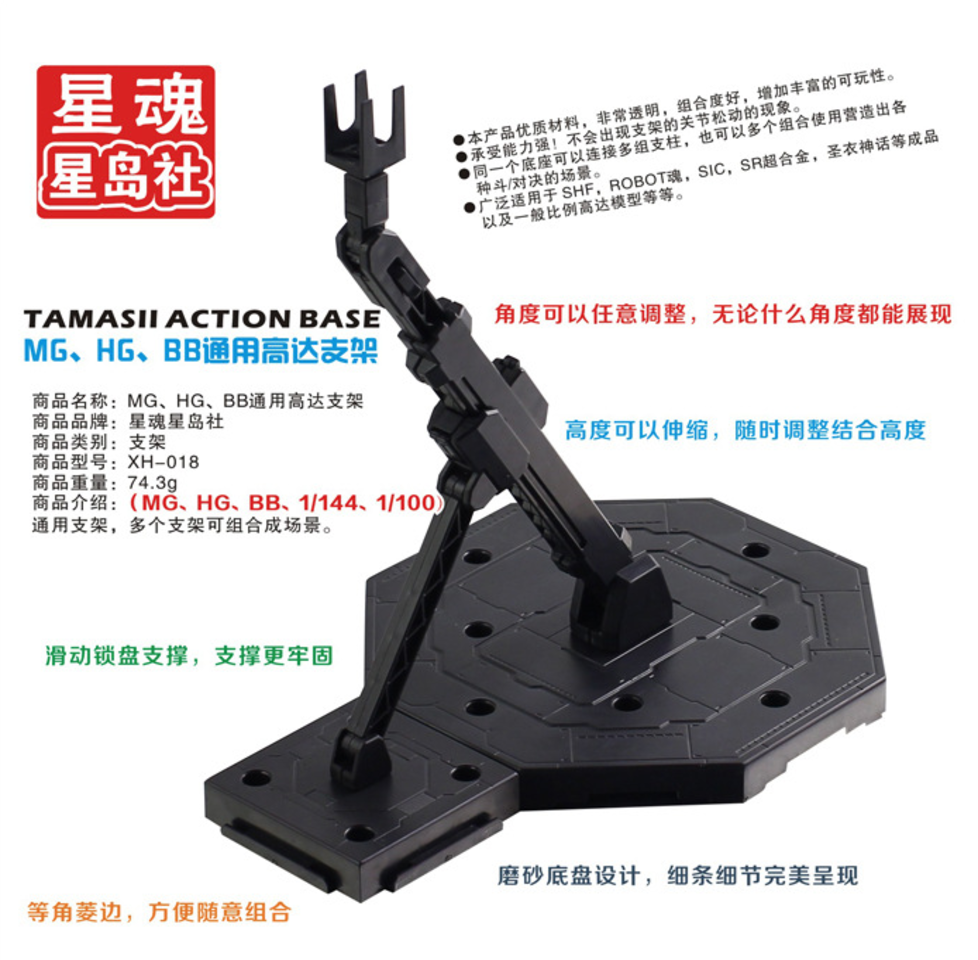 星魂
星岛社
●本产品优质材料，非常透明，组合度好，增加丰富的可玩性。
●承受能力强！不会出现支架的关节松动的现象。
●同一个底座可以连接多组支柱，也可以多个组合使用营造出各
种斗/对决的场景。
●广泛适用于 SHF，ROBOT魂，SIC，SR超合金，圣衣神话等成品
以及一般比例高达模型等等。
TAMASII ACTION BASE
MG、HG、BB通用高达支架
角度可以任意调整，无论什么角度都能展现
商品名称：MG、HG、BB通用高达支架
商品品牌：星魂星岛社
商品类别：支架
商品型号：XH-018
商品重量：74.3g
商品介绍：（MG、HG、BB、1/144、1/100）
通用支架，多个支架可组合成场景。
高度可以伸缩，随时调整结合高度
滑动锁盘支撑，支撑更牢固
磨砂底盘设计，细条细节完美呈现
等角菱边，方便随意组合